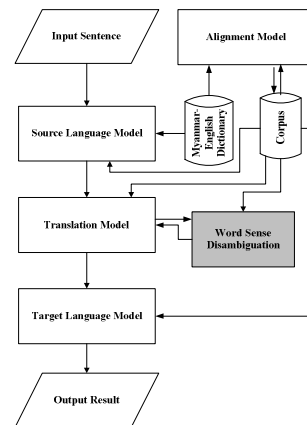 Input Sentence
Alignment Model
Source Language Model
Myanmar-
English
Dictionary
Corpus
Translation Model
Word Sense
Disambiguation
Target Language Model
Output Result